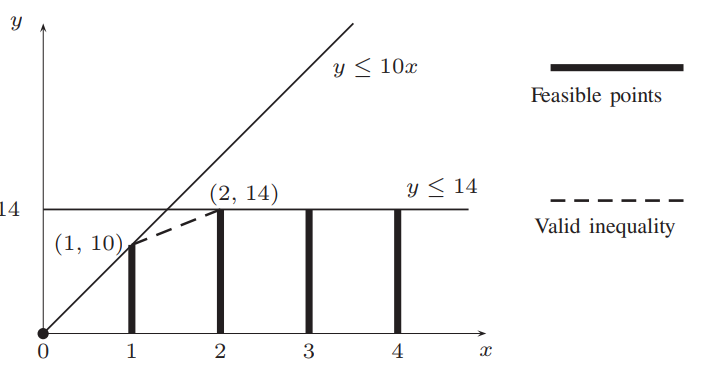 y
y ≤ 10x
Feasible points
(2, 14)
y ≤ 14
14
Valid inequality
(1, 10)
0 1 2 3 4 x